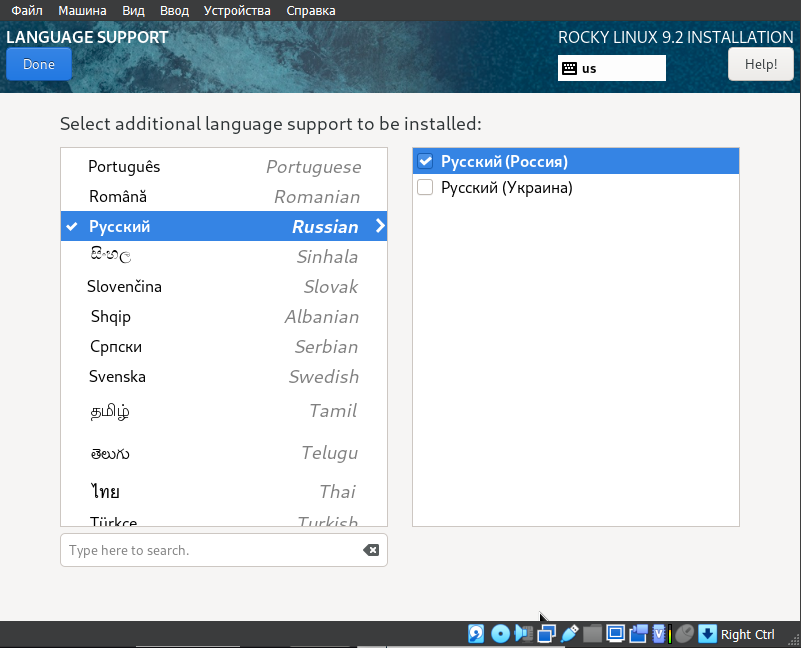 Файл Машина Вид Ввод Устройства Справка
LANGUAGE SUPPORT
ROCKY LINUX 9.2 INSTALLATION
Done
us
Help!
Select additional language support to be installed:
Português Portuguese
Română Romanian
Русский Russian
සිංහල Sinhala
Slovenčina Slovak
Shqip Albanian
Српски Serbian
Svenska Swedish
தமிழ் Tamil
తెలుగు Telugu
ไทย Thai
Türkçe Turkish
Русский (Россия)
Русский (Украина)
Type here to search.
Right Ctrl